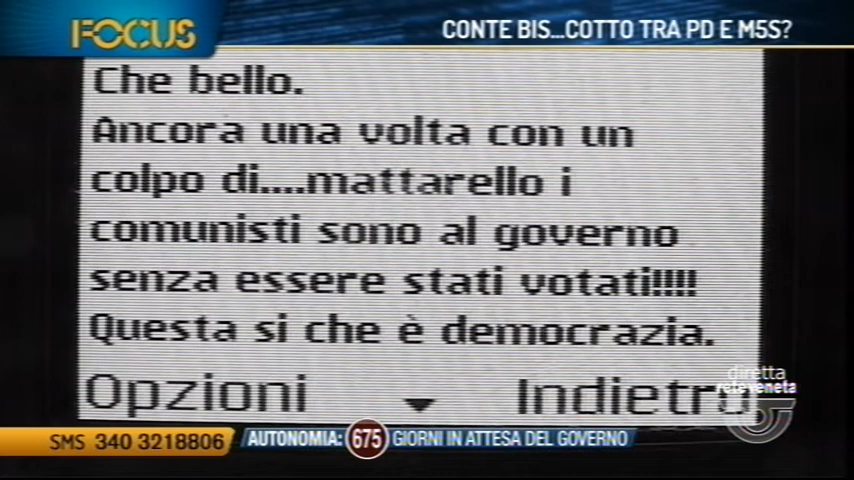 FOCUS
CONTE BIS...COTTO TRA PD E M5S?
Che bello.
Ancora una volta con un
colpo di....mattarello i
comunisti sono al governo
senza essere stati votati!!!!
Questa si che è democrazia.
Opzioni Indietro
diretta
reteveneta
SMS 340 3218806
AUTONOMIA: 675 GIORNI IN ATTESA DEL GOVERNO